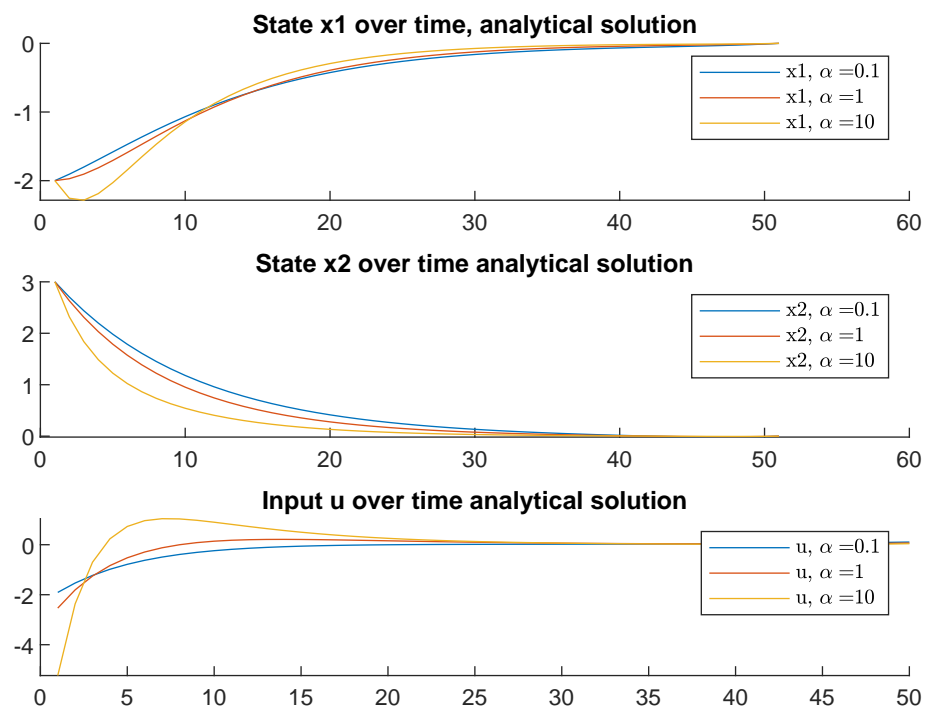 State x1 over time, analytical solution
0
-1
-2
x1, α =0.1
x1, α =1
x1, α =10
0 10 20 30 40 50 60
State x2 over time analytical solution
3
2
1
0
x2, α =0.1
x2, α =1
x2, α =10
0 10 20 30 40 50 60
Input u over time analytical solution
0
-2
-4
u, α =0.1
u, α =1
u, α =10
0 5 10 15 20 25 30 35 40 45 50